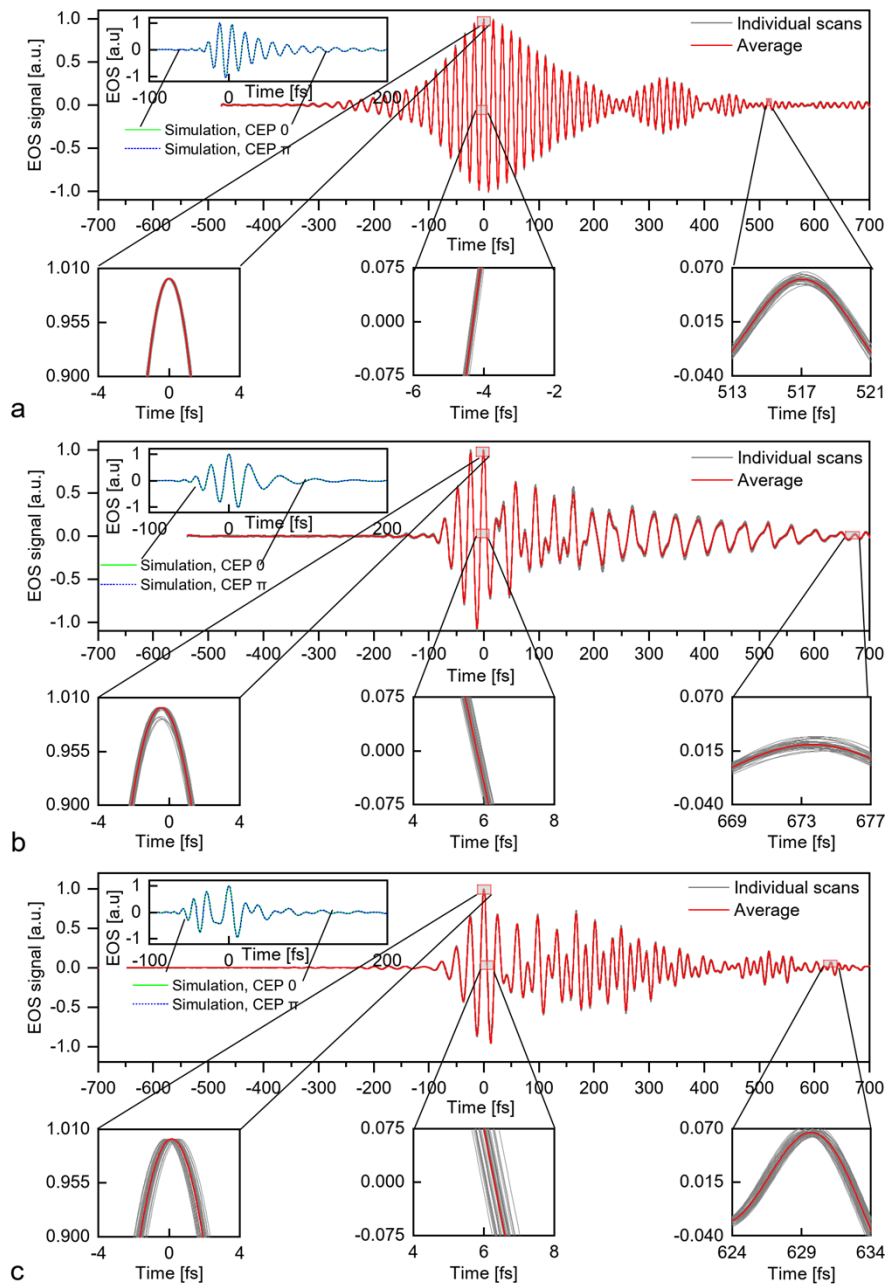 EOS signal [a.u.]
1.0
0.5
0.0
-0.5
-1.0
EOS [a.u]
1
0
-1
-100 0 200
Time [fs]
Simulation, CEP 0
Simulation, CEP π
Individual scans
Average
-700 -600 -500 -400 -300 -200 -100 0 100 200 300 400 500 600 700
Time [fs]
1.010
0.955
0.900
-4 0 4
Time [fs]
0.075
0.000
-0.075
-6 -4 -2
Time [fs]
0.070
0.015
-0.040
513 517 521
Time [fs]
a
EOS signal [a.u.]
1.0
0.5
0.0
-0.5
-1.0
EOS [a.u]
1
0
-1
-100 0 200
Time [fs]
Simulation, CEP 0
Simulation, CEP π
Individual scans
Average
-700 -600 -500 -400 -300 -200 -100 0 100 200 300 400 500 600 700
Time [fs]
1.010
0.955
0.900
-4 0 4
Time [fs]
0.075
0.000
-0.075
4 6 8
Time [fs]
0.070
0.015
-0.040
669 673 677
Time [fs]
b
EOS signal [a.u.]
1.0
0.5
0.0
-0.5
-1.0
EOS [a.u]
1
0
-1
-100 0 200
Time [fs]
Simulation, CEP 0
Simulation, CEP π
Individual scans
Average
-700 -600 -500 -400 -300 -200 -100 0 100 200 300 400 500 600 700
Time [fs]
1.010
0.955
0.900
-4 0 4
Time [fs]
0.075
0.000
-0.075
4 6 8
Time [fs]
0.070
0.015
-0.040
624 629 634
Time [fs]
c